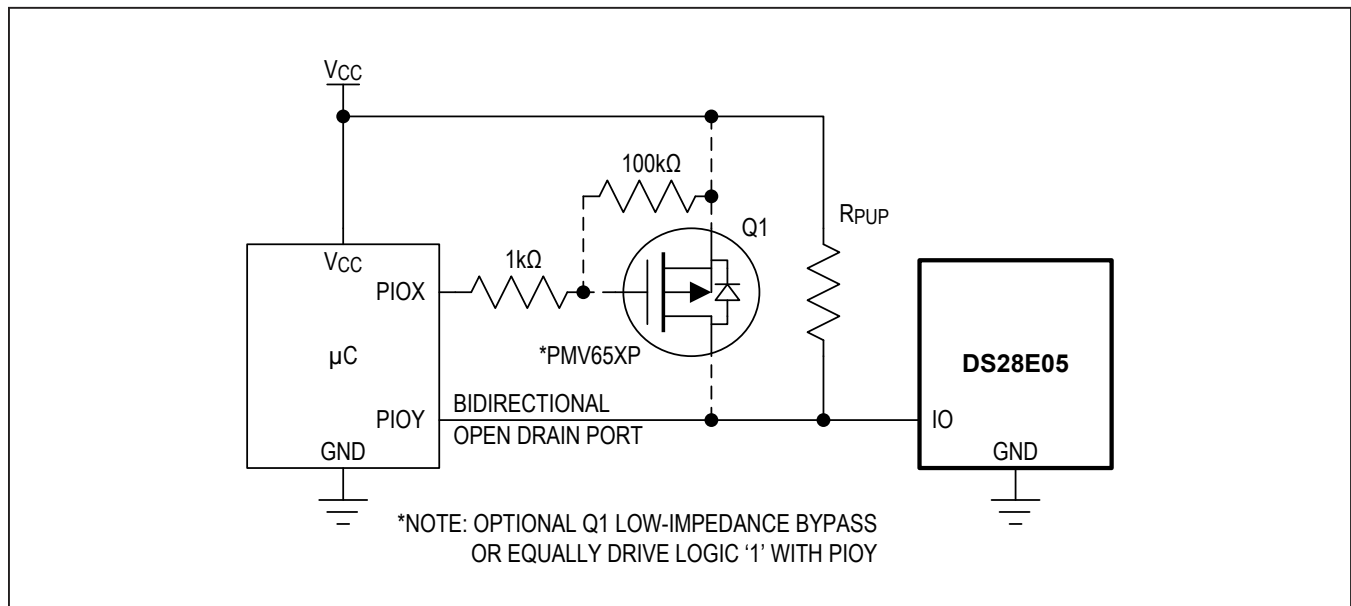 VCC
100kΩ
Q1
RPUP
VCC
1kΩ
PIOX
µC
*PMV65XP
DS28E05
PIOY
BIDIRECTIONAL
OPEN DRAIN PORT
IO
GND
GND
*NOTE: OPTIONAL Q1 LOW-IMPEDANCE BYPASS
OR EQUALLY DRIVE LOGIC ‘1’ WITH PIOY